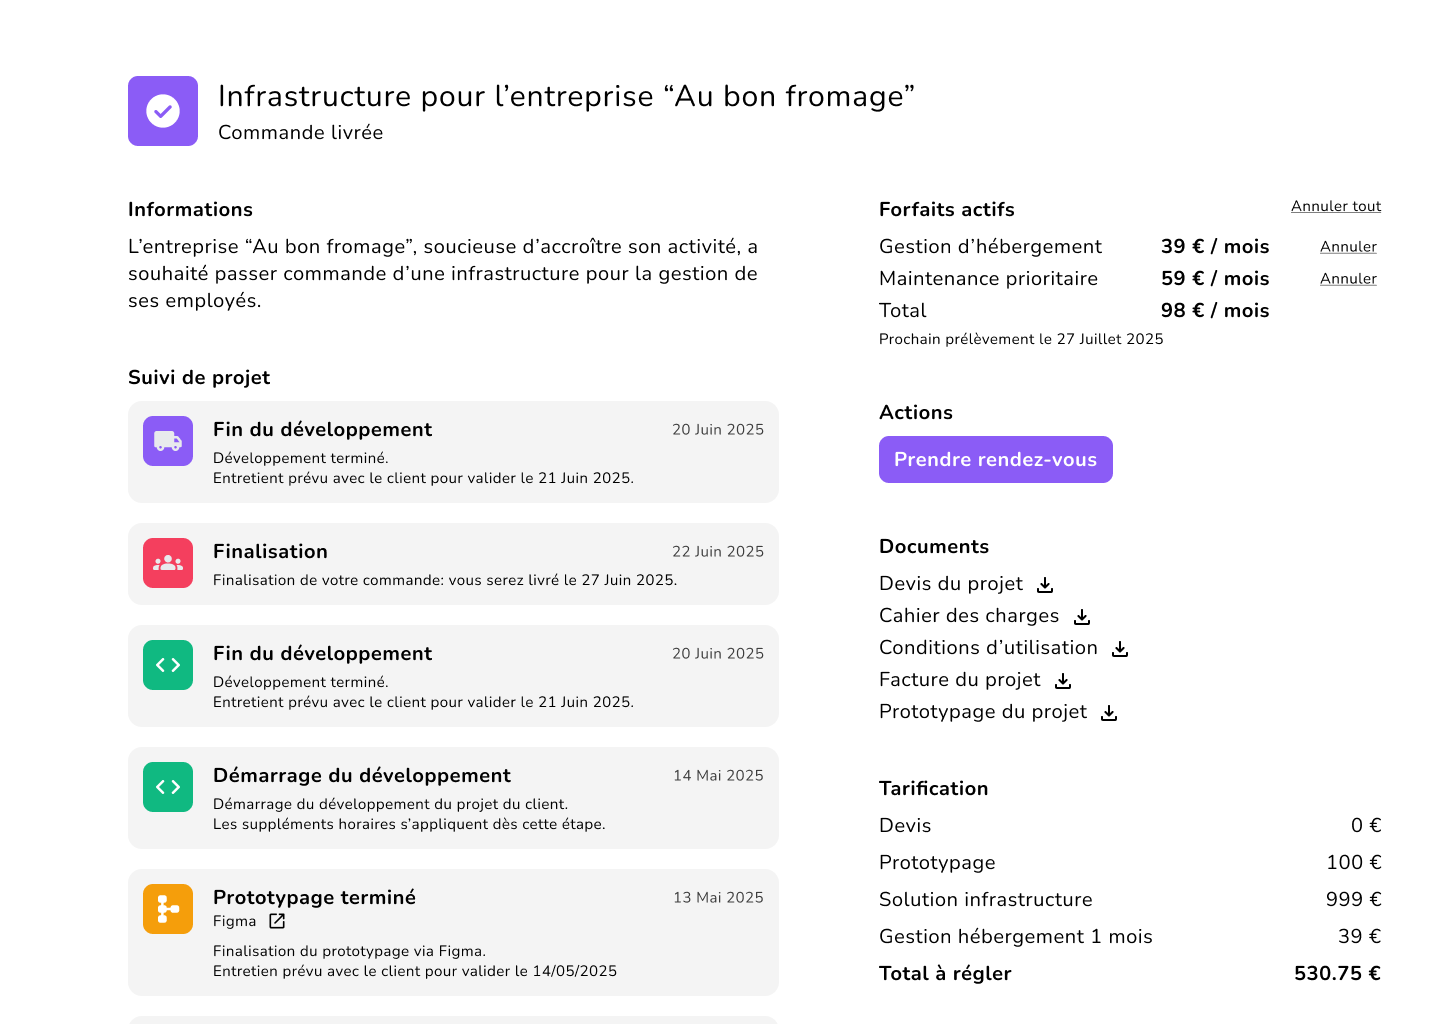 Infrastructure pour l’entreprise “Au bon fromage”
Commande livrée
Informations
L’entreprise “Au bon fromage”, soucieuse d’accroître son activité, a
souhaité passer commande d’une infrastructure pour la gestion de
ses employés.
Suivi de projet
Fin du développement 20 Juin 2025
Développement terminé.
Entretient prévu avec le client pour valider le 21 Juin 2025.
Finalisation 22 Juin 2025
Finalisation de votre commande: vous serez livré le 27 Juin 2025.
Fin du développement 20 Juin 2025
Développement terminé.
Entretient prévu avec le client pour valider le 21 Juin 2025.
Démarrage du développement 14 Mai 2025
Démarrage du développement du projet du client.
Les suppléments horaires s’appliquent dès cette étape.
Prototypage terminé 13 Mai 2025
Figma
Finalisation du prototypage via Figma.
Entretien prévu avec le client pour valider le 14/05/2025
Forfaits actifs Annuler tout
Gestion d’hébergement 39 € / mois Annuler
Maintenance prioritaire 59 € / mois Annuler
Total 98 € / mois
Prochain prélèvement le 27 Juillet 2025
Actions
Prendre rendez-vous
Documents
Devis du projet
Cahier des charges
Conditions d’utilisation
Facture du projet
Prototypage du projet
Tarification
Devis 0 €
Prototypage 100 €
Solution infrastructure 999 €
Gestion hébergement 1 mois 39 €
Total à régler 530.75 €